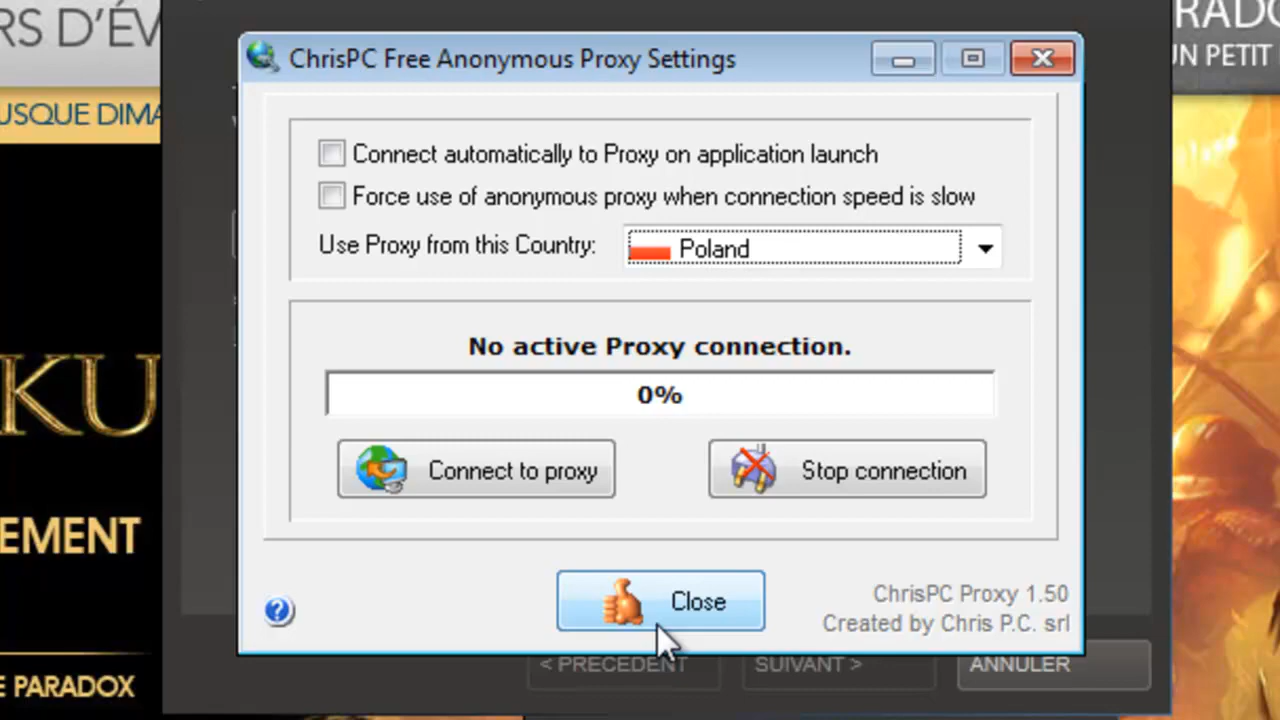 RS D'ÉV
RADO
UN PETIT
USQUE DIMA
ChrisPC Free Anonymous Proxy Settings
Connect automatically to Proxy on application launch
Force use of anonymous proxy when connection speed is slow
Use Proxy from this Country: Poland
No active Proxy connection.
0%
Connect to proxy Stop connection
KU
EMENT
Close
ChrisPC Proxy 1.50
Created by Chris P.C. srl
< PRÉCÉDENT SUIVANT > ANNULER
E PARADOX